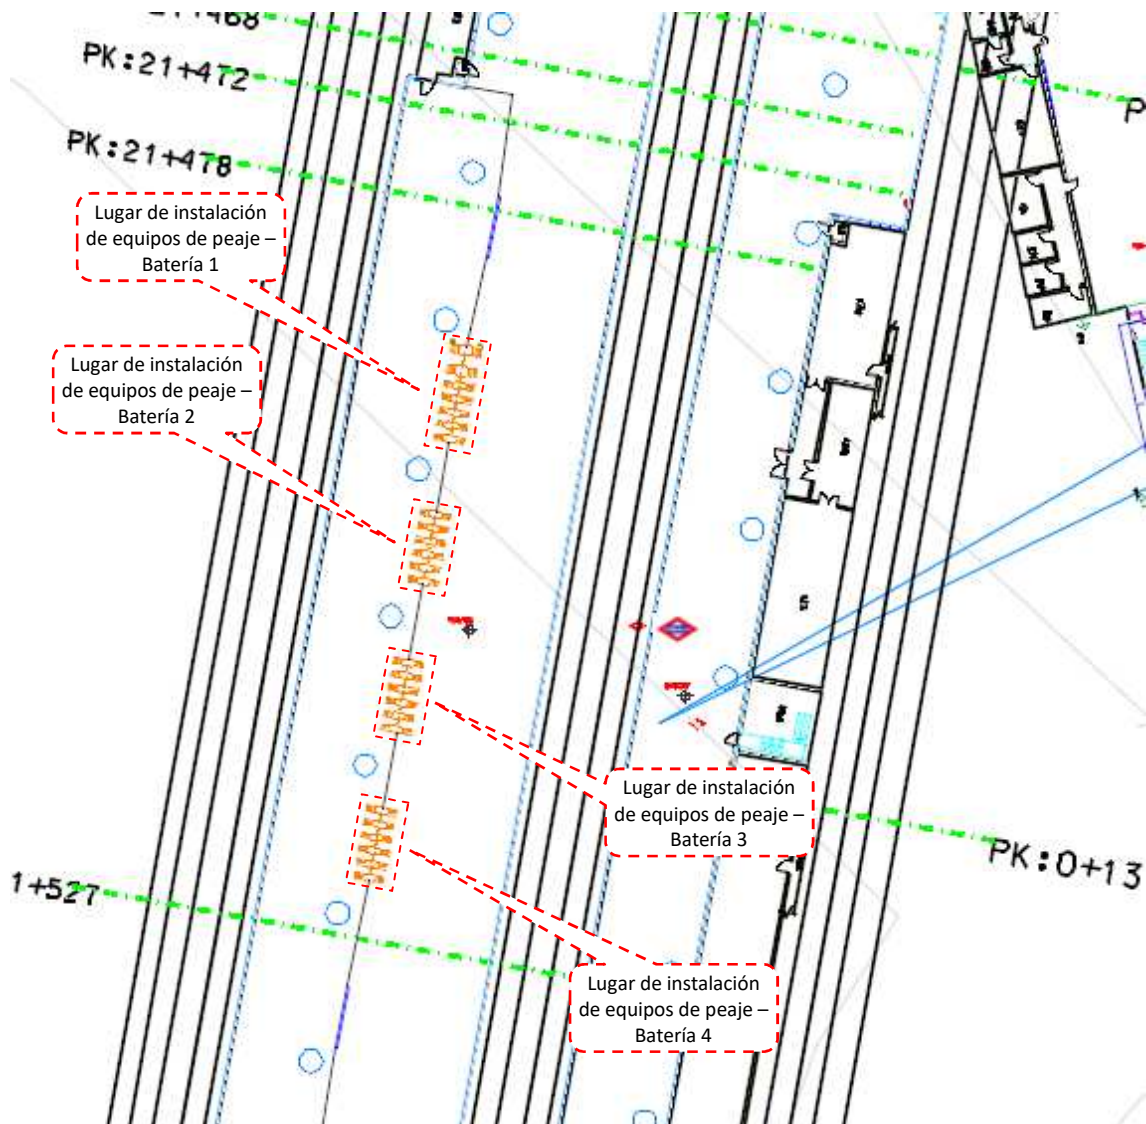 PK:21+472
PK:21+478
Lugar de instalación
de equipos de peaje –
Batería 1
Lugar de instalación
de equipos de peaje –
Batería 2
Lugar de instalación
de equipos de peaje –
Batería 3
PK:0+13
1+527
Lugar de instalación
de equipos de peaje –
Batería 4